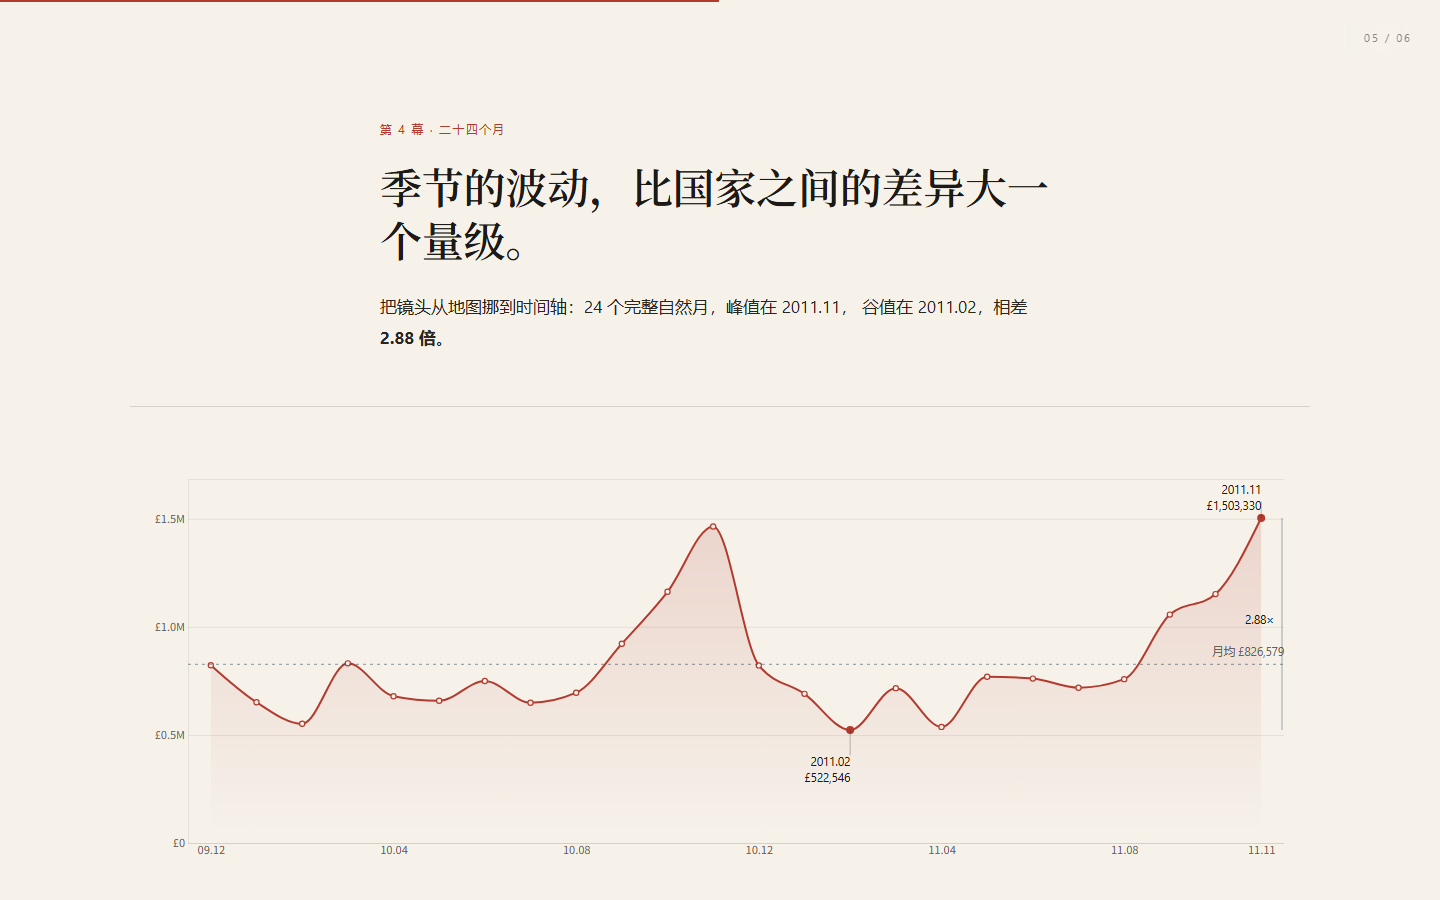 05 / 06
第 4 幕 · 二十四个月
季节的波动，比国家之间的差异大一
个量级。
把镜头从地图挪到时间轴：24 个完整自然月，峰值在 2011.11， 谷值在 2011.02，相差
2.88 倍。
2011.11
£1,503,330
£1.5M
£1.0M
2.88×
月均 £826,579
£0.5M
2011.02
£522,546
£0
09.12 10.04 10.08 10.12 11.04 11.08 11.11